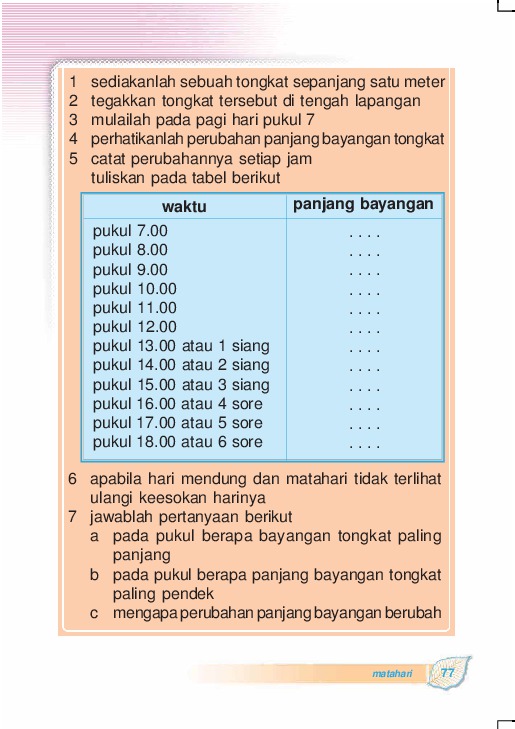 1 sediakanlah sebuah tongkat sepanjang satu meter
2 tegakkan tongkat tersebut di tengah lapangan
3 mulailah pada pagi hari pukul 7
4 perhatikanlah perubahan panjang bayangan tongkat
5 catat perubahannya setiap jam
tuliskan pada tabel berikut
waktu panjang bayangan
pukul 7.00 . . . .
pukul 8.00 . . . .
pukul 9.00 . . . .
pukul 10.00 . . . .
pukul 11.00 . . . .
pukul 12.00 . . . .
pukul 13.00 atau 1 siang . . . .
pukul 14.00 atau 2 siang . . . .
pukul 15.00 atau 3 siang . . . .
pukul 16.00 atau 4 sore . . . .
pukul 17.00 atau 5 sore . . . .
pukul 18.00 atau 6 sore . . . .
6 apabila hari mendung dan matahari tidak terlihat
ulangi keesokan harinya
7 jawablah pertanyaan berikut
a pada pukul berapa bayangan tongkat paling
panjang
b pada pukul berapa panjang bayangan tongkat
paling pendek
c mengapa perubahan panjang bayangan berubah
matahari 77